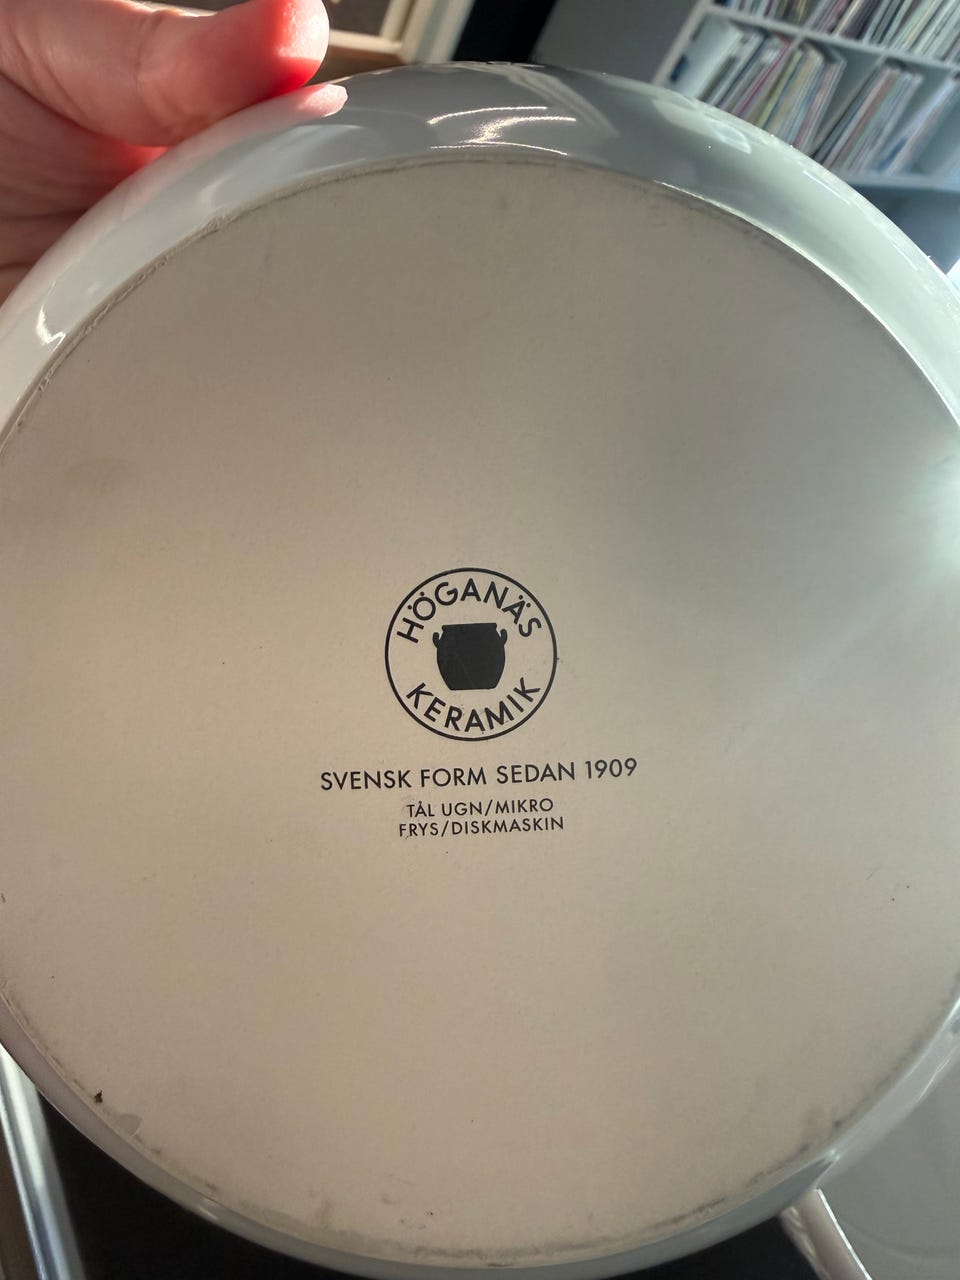 HÖGANÄS
KERAMIK
SVENSK FORM SEDAN 1909
TÅL UGN/MIKRO
FRYS/DISKMASKIN